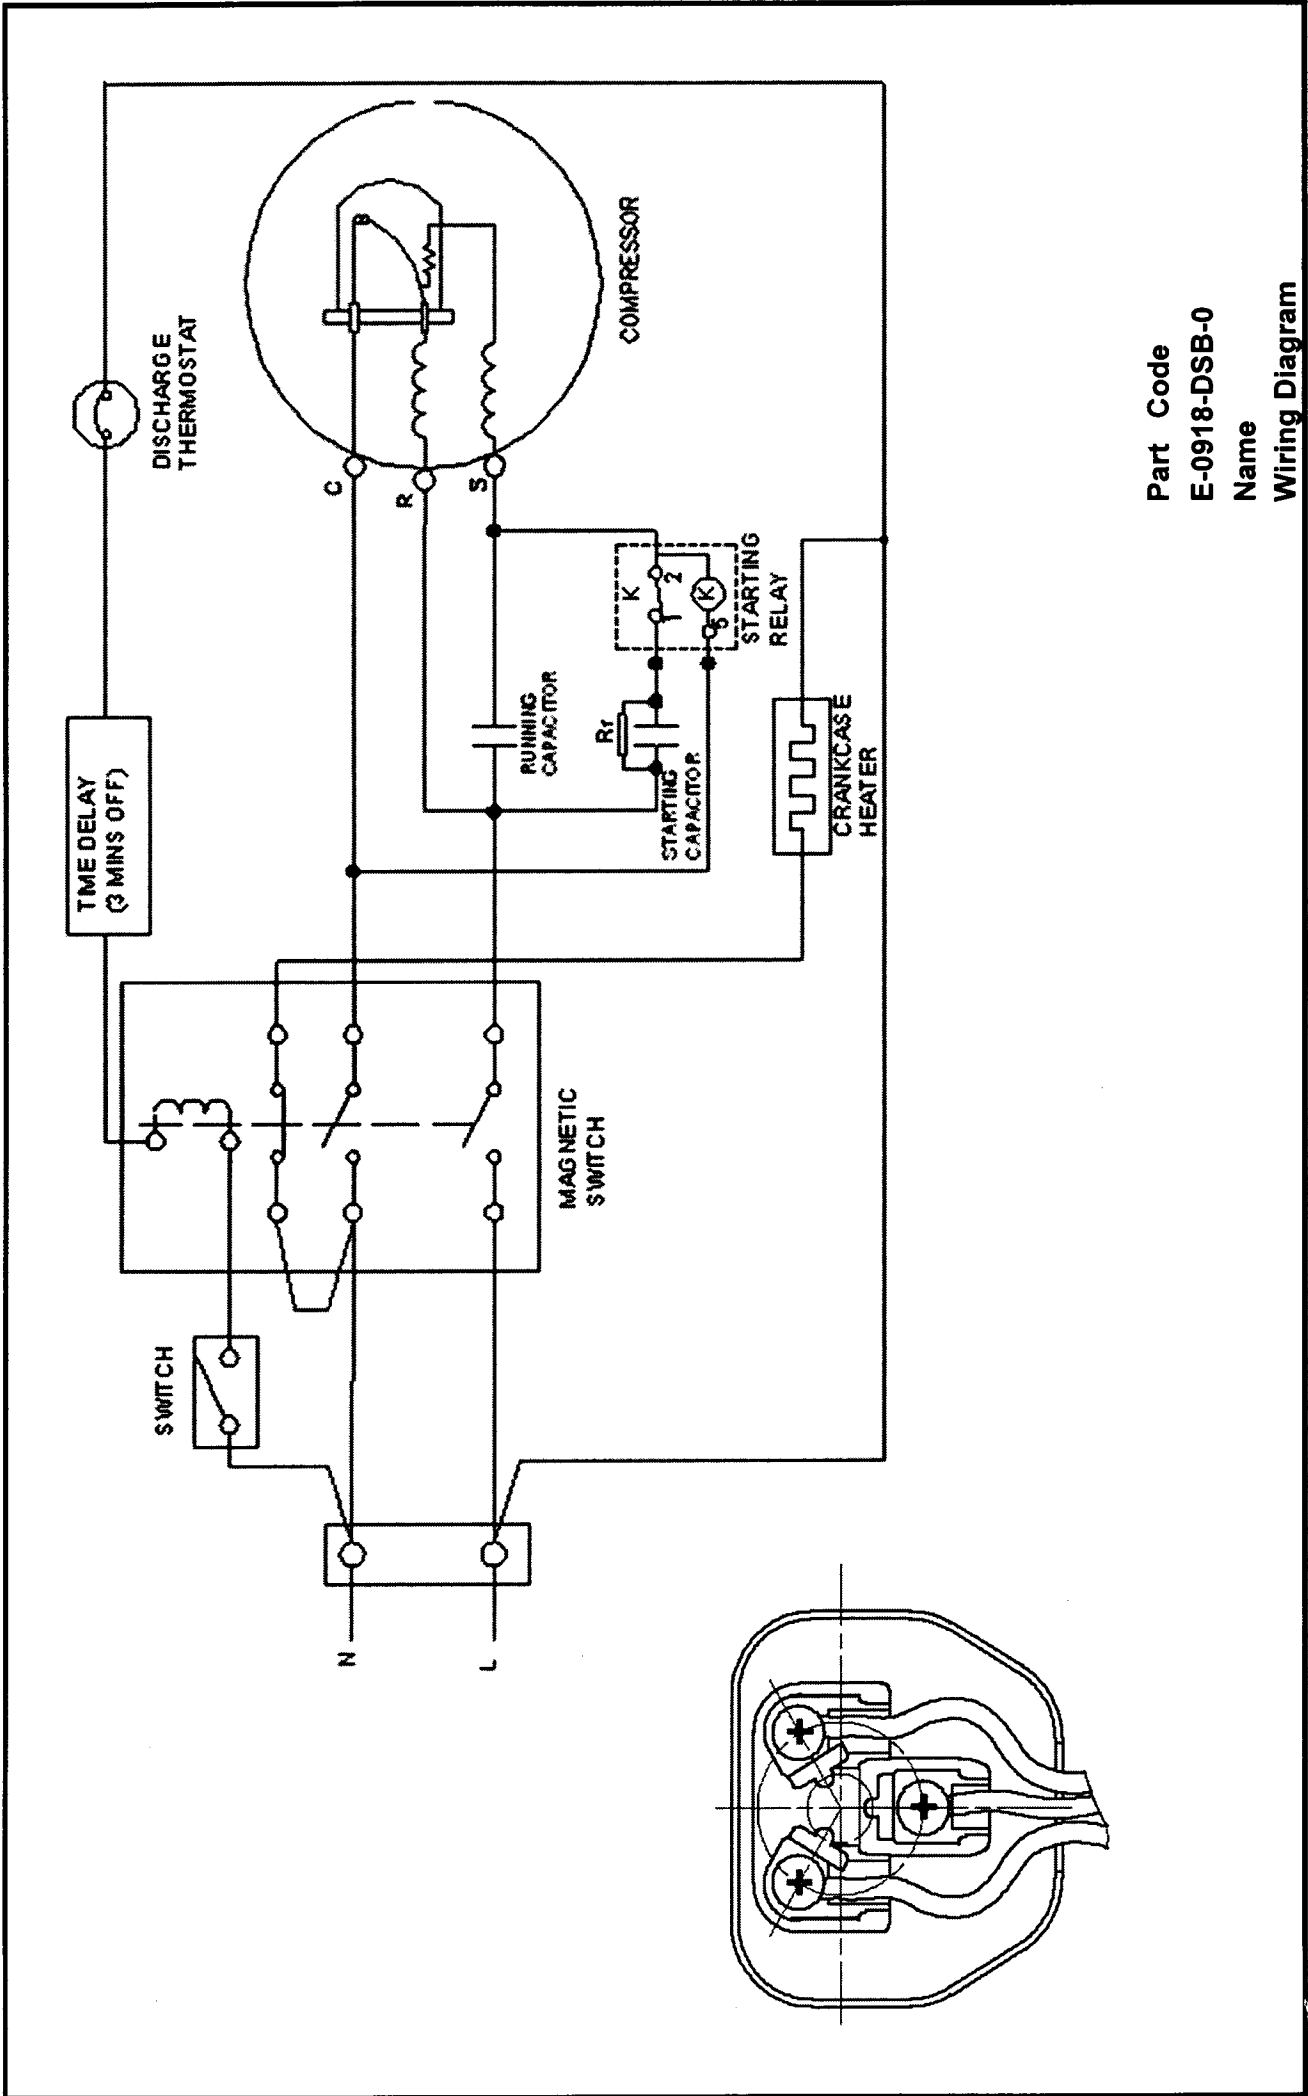 TIME DELAY
(3 MINS OFF)
DISCHARGE
THERMOSTAT
SWITCH
MAGNETIC
SWITCH
C
R
S
COMPRESSOR
N
L
RUNNING
CAPACITOR
Rr
STARTING
CAPACITOR
K
1
2
K
5
STARTING
RELAY
CRANKCASE
HEATER
Part Code
E-0918-DSB-0
Name
Wiring Diagram